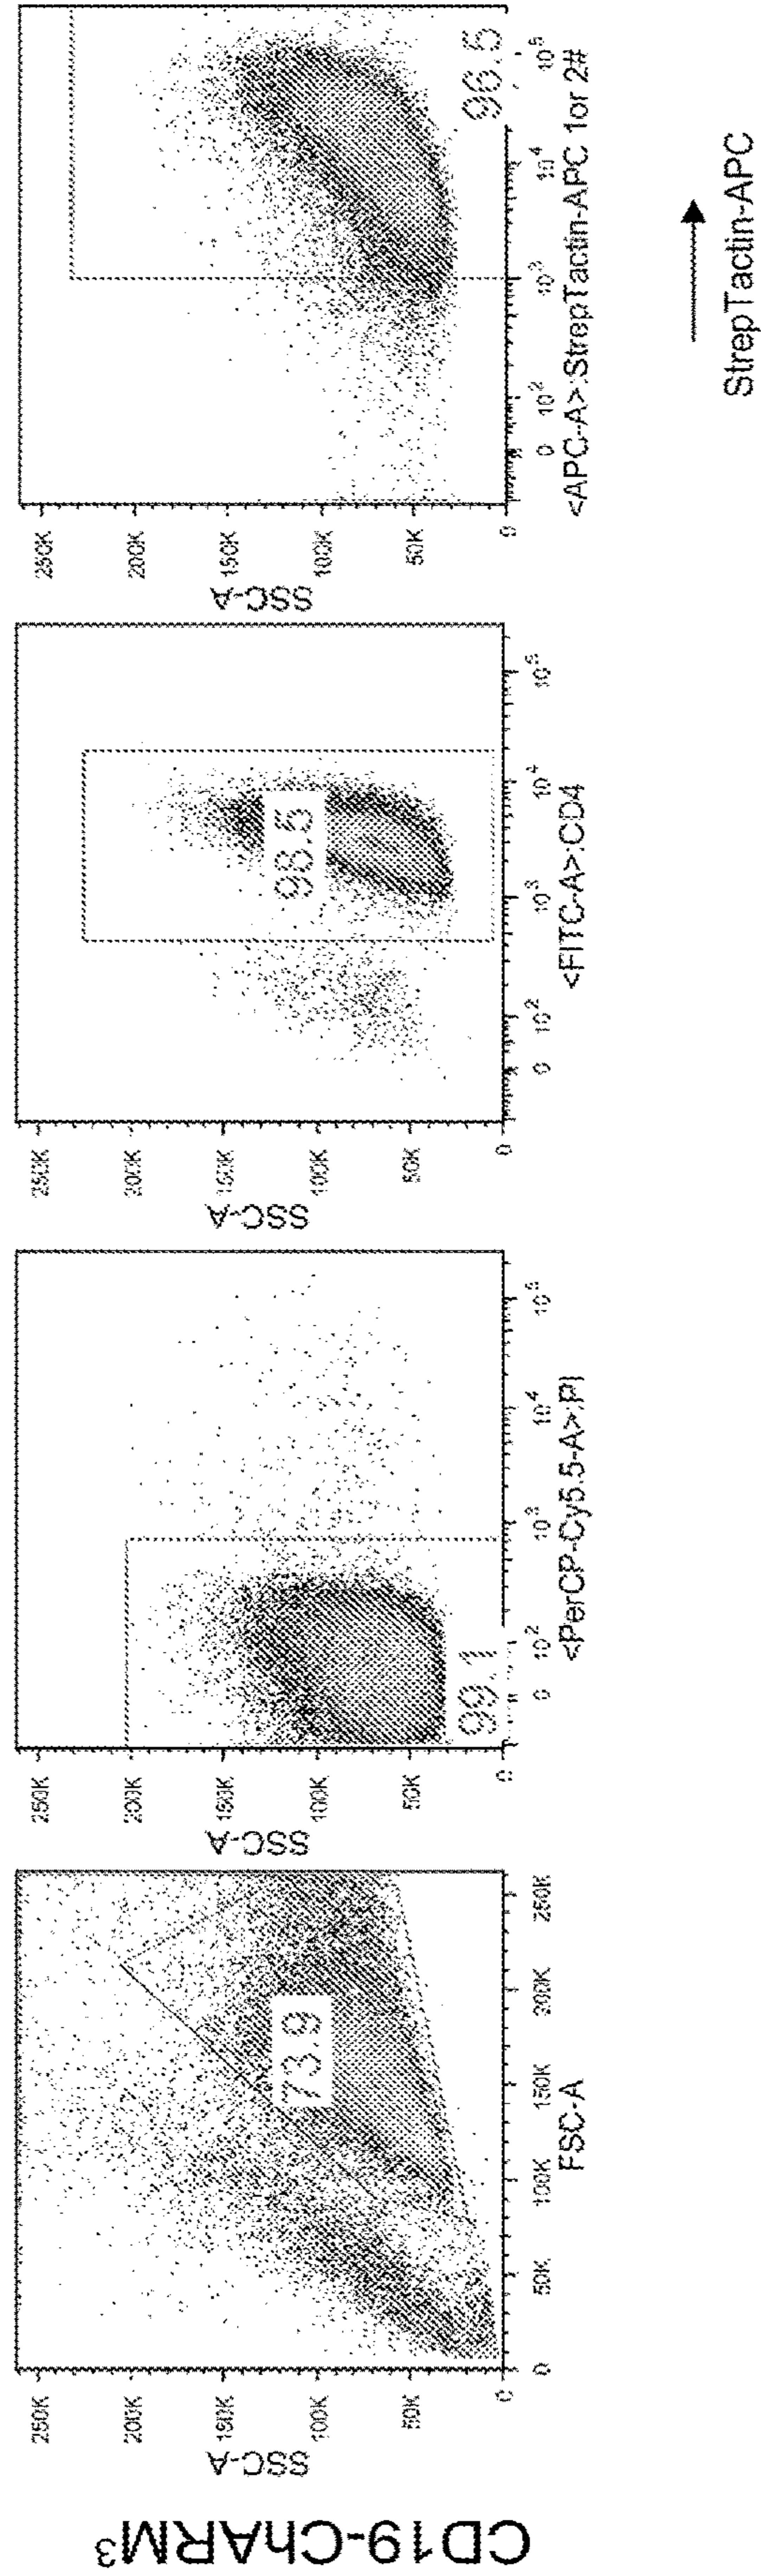 CD19-ChARM³
SSC-A
250K
200K
150K
100K
50K
0
73.9
0 50K 100K 150K 200K 250K
FSC-A
SSC-A
250K
200K
150K
100K
50K
0
99.1
0 10² 10³ 10⁴ 10⁵
<PerCP-Cy5.5-A>:PI
SSC-A
250K
200K
150K
100K
50K
0
98.5
0 10² 10³ 10⁴ 10⁵
<FITC-A>:CD4
SSC-A
250K
200K
150K
100K
50K
0
96.5
0 10² 10³ 10⁴ 10⁵
<APC-A>:StrepTactin-APC 1or 2#
StrepTactin-APC